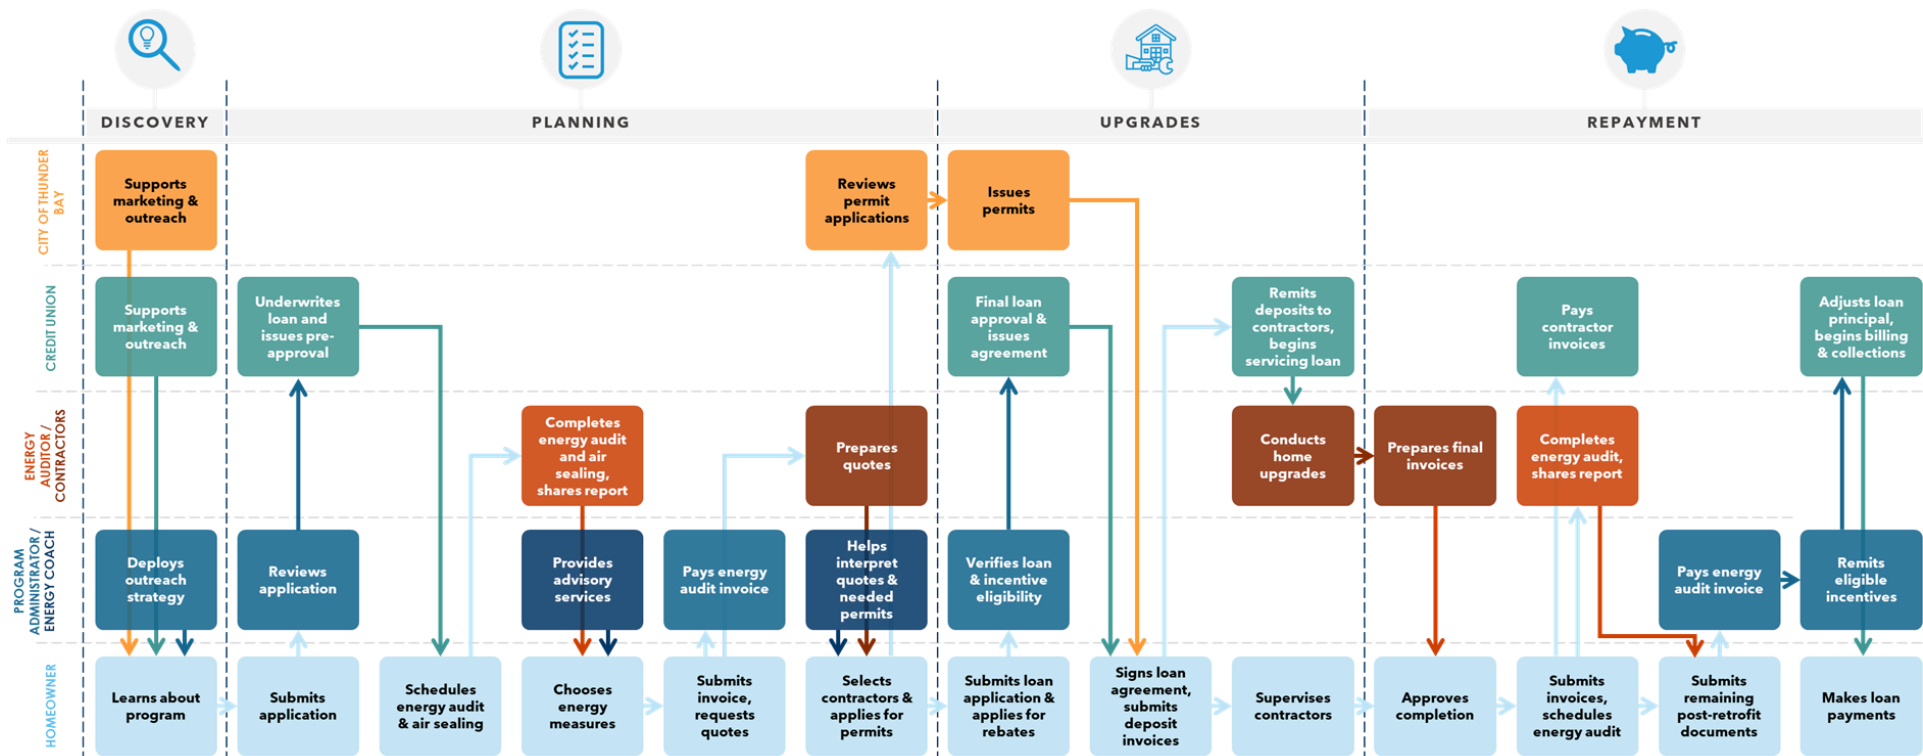 DISCOVERY
PLANNING
UPGRADES
REPAYMENT
CITY OF THUNDER
BAY
Supports
marketing &
outreach
Reviews
permit
applications
Issues
permits
CREDIT UNION
Supports
marketing &
outreach
Underwrites
loan and
issues pre-
approval
Final loan
approval &
issues
agreement
Remits
deposits to
contractors,
begins
servicing loan
Pays
contractor
invoices
Adjusts loan
principal,
begins billing
& collections
ENERGY
AUDITOR /
CONTRACTORS
Completes
energy audit
and air
sealing,
shares report
Prepares
quotes
Conducts
home
upgrades
Prepares final
invoices
Completes
energy audit,
shares report
PROGRAM
ADMINISTRATOR /
ENERGY COACH
Deploys
outreach
strategy
Reviews
application
Provides
advisory
services
Pays energy
audit invoice
Helps
interpret
quotes &
needed
permits
Verifies loan
& incentive
eligibility
Pays energy
audit invoice
Remits
eligible
incentives
HOMEOWNER
Learns about
program
Submits
application
Schedules
energy audit
& air sealing
Chooses
energy
measures
Submits
invoice,
requests
quotes
Selects
contractors &
applies for
permits
Submits loan
application &
applies for
rebates
Signs loan
agreement,
submits
deposit
invoices
Supervises
contractors
Approves
completion
Submits
invoices,
schedules
energy audit
Submits
remaining
post-retrofit
documents
Makes loan
payments